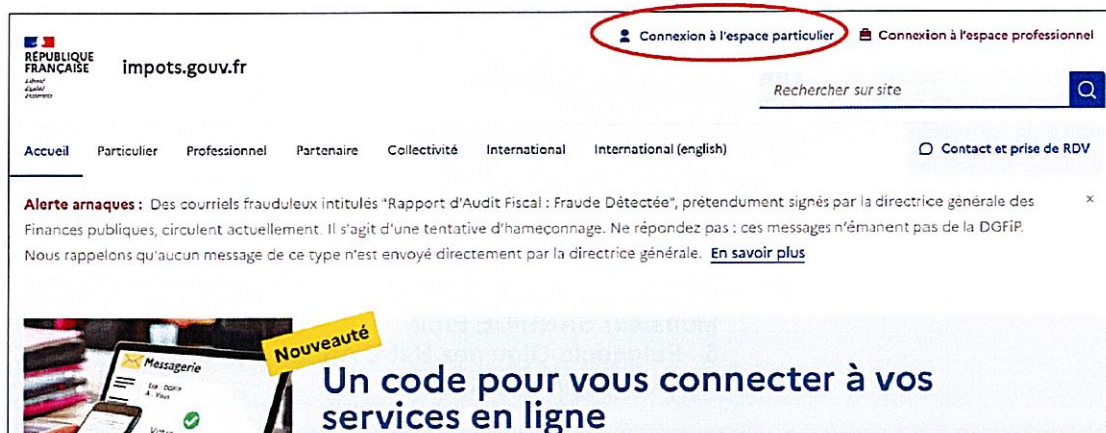 Connexion à l'espace particulier
Connexion à l'espace professionnel
RÉPUBLIQUE
FRANÇAISE
Liberté
Égalité
Fraternité
impots.gouv.fr
Rechercher sur site
Accueil Particulier Professionnel Partenaire Collectivité International International (english) Contact et prise de RDV
Alerte arnaques : Des courriels frauduleux intitulés "Rapport d'Audit Fiscal : Fraude Détectée", prétendument signés par la directrice générale des
Finances publiques, circulent actuellement. Il s'agit d'une tentative d'hameçonnage. Ne répondez pas : ces messages n'émanent pas de la DGFiP.
Nous rappelons qu'aucun message de ce type n'est envoyé directement par la directrice générale. En savoir plus
Nouveauté
Messagerie
Un code pour vous connecter à vos
services en ligne